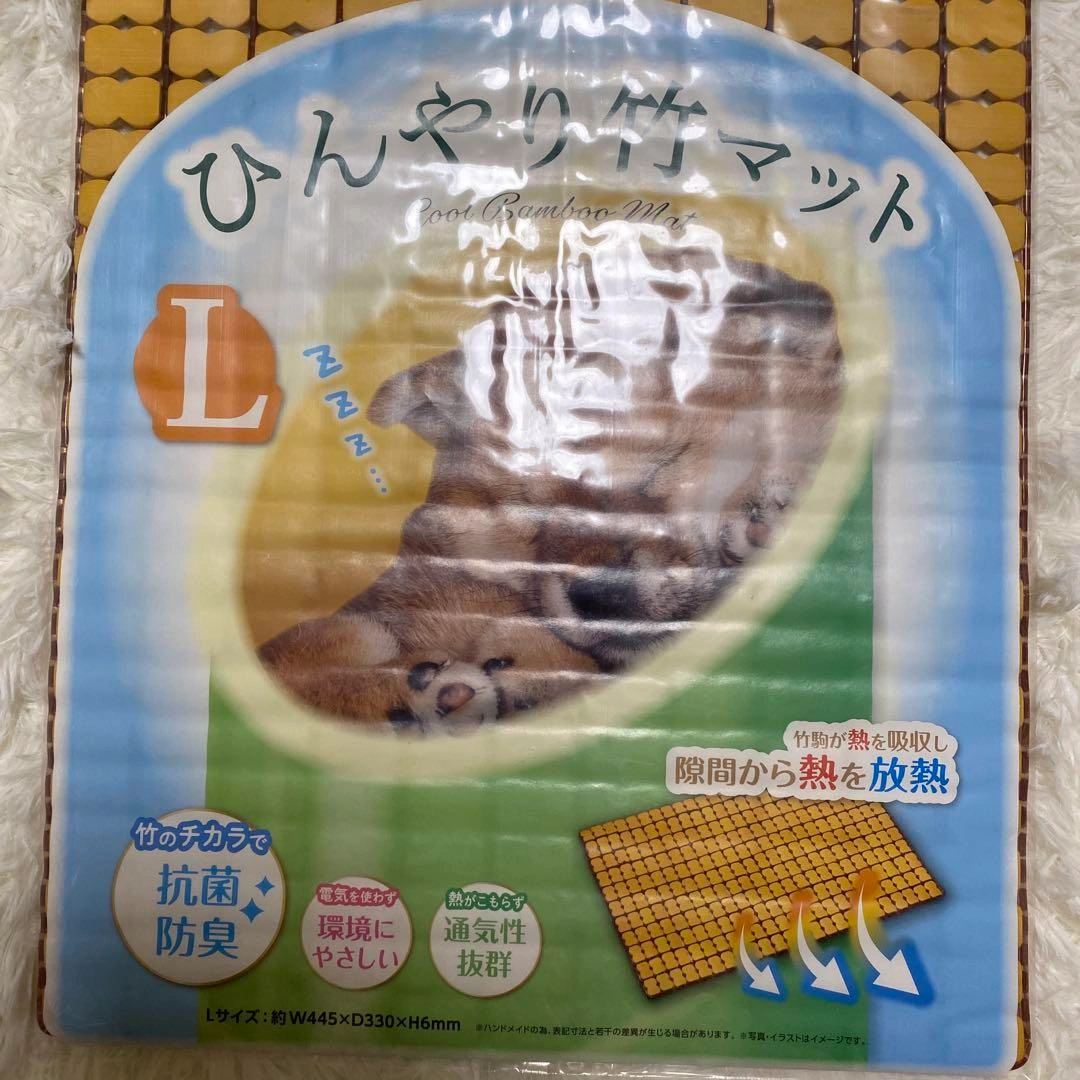 ひんやり竹マット
Cool Bamboo Mat
L
z
z
z...
竹駒が熱を吸収し
隙間から熱を放熱
竹のチカラで
抗菌
防臭
電気を使わず
環境に
やさしい
熱がこもらず
通気性
抜群
Lサイズ:約W445×D330×H6mm
※ハンドメイドの為、表記寸法と若干の差異が生じる場合があります。 ※写真・イラストはイメージです。